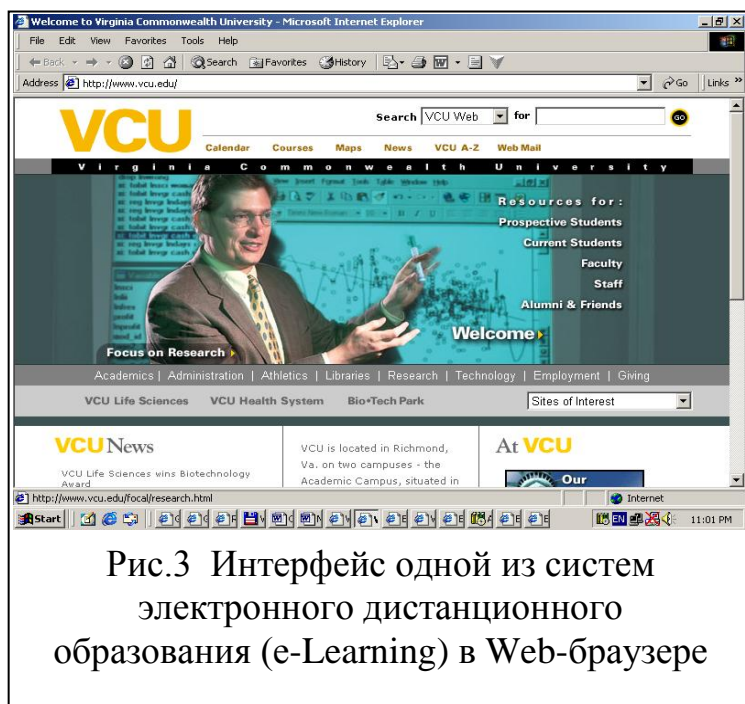 Welcome to Virginia Commonwealth University - Microsoft Internet Explorer
File Edit View Favorites Tools Help
Back Search Favorites History
Address http://www.vcu.edu/ Go Links »
VCU
Search VCU Web for GO
Calendar Courses Maps News VCU A-Z Web Mail
Virginia Commonwealth University
Resources for:
Prospective Students
Current Students
Faculty
Staff
Alumni & Friends
Welcome
Focus on Research
Academics | Administration | Athletics | Libraries | Research | Technology | Employment | Giving
VCU Life Sciences VCU Health System Bio•Tech Park Sites of Interest
VCU News
VCU Life Sciences wins Biotechnology
Award
VCU is located in Richmond,
Va. on two campuses - the
Academic Campus, situated in
At VCU
Our
http://www.vcu.edu/focal/research.html Internet
Start EN 11:01 PM
Рис.3 Интерфейс одной из систем
электронного дистанционного
образования (e-Learning) в Web-браузере